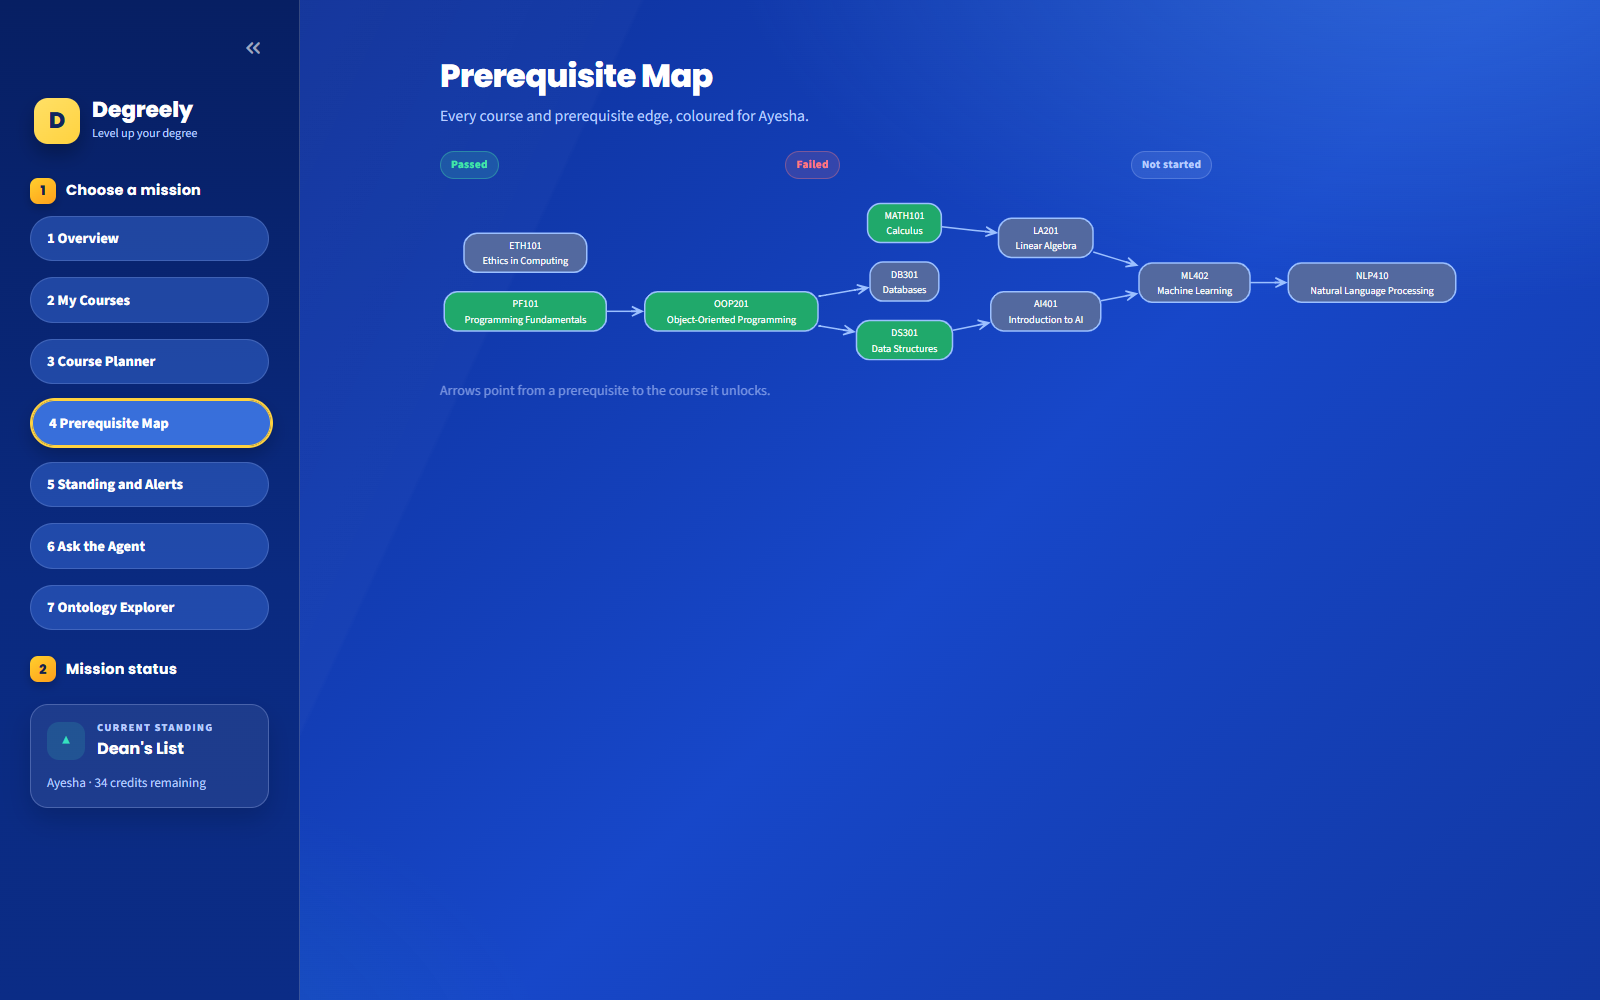 D
Degreely
Level up your degree
1 Choose a mission
1 Overview
2 My Courses
3 Course Planner
4 Prerequisite Map
5 Standing and Alerts
6 Ask the Agent
7 Ontology Explorer
2 Mission status
CURRENT STANDING
Dean's List
Ayesha · 34 credits remaining
Prerequisite Map
Every course and prerequisite edge, coloured for Ayesha.
Passed
Failed
Not started
ETH101
Ethics in Computing
PF101
Programming Fundamentals
OOP201
Object-Oriented Programming
MATH101
Calculus
DB301
Databases
DS301
Data Structures
LA201
Linear Algebra
AI401
Introduction to AI
ML402
Machine Learning
NLP410
Natural Language Processing
Arrows point from a prerequisite to the course it unlocks.